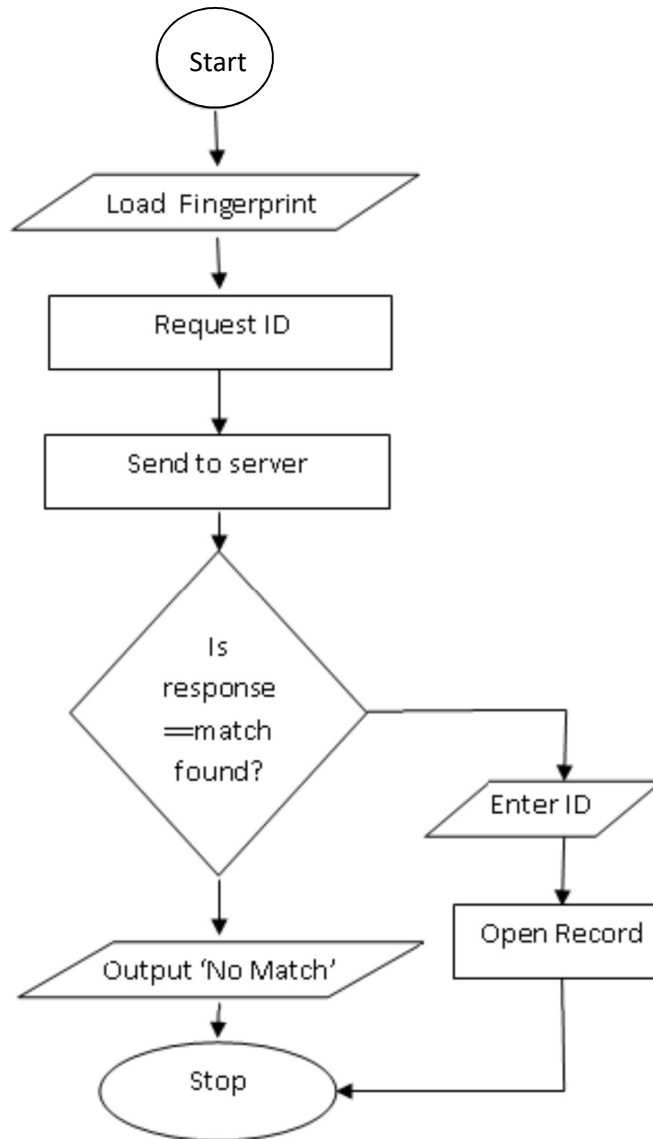 Start
Load Fingerprint
Request ID
Send to server
Is
response
==match
found?
Enter ID
Open Record
Output ‘No Match’
Stop